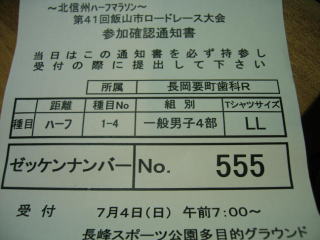 ～北信州ハーフマラソン～
第41回飯山市ロードレース大会
参加確認通知書
当日はこの通知書を必ず持参し
受付の際に提出して下さい
所属 長岡要町歯科R
距離 種目No 組別 Tシャツサイズ
種目 ハーフ 1-4 一般男子4部 LL
ゼッケンナンバー No. 555
受付 7月4日(日) 午前7:00～
長峰スポーツ公園多目的グラウンド